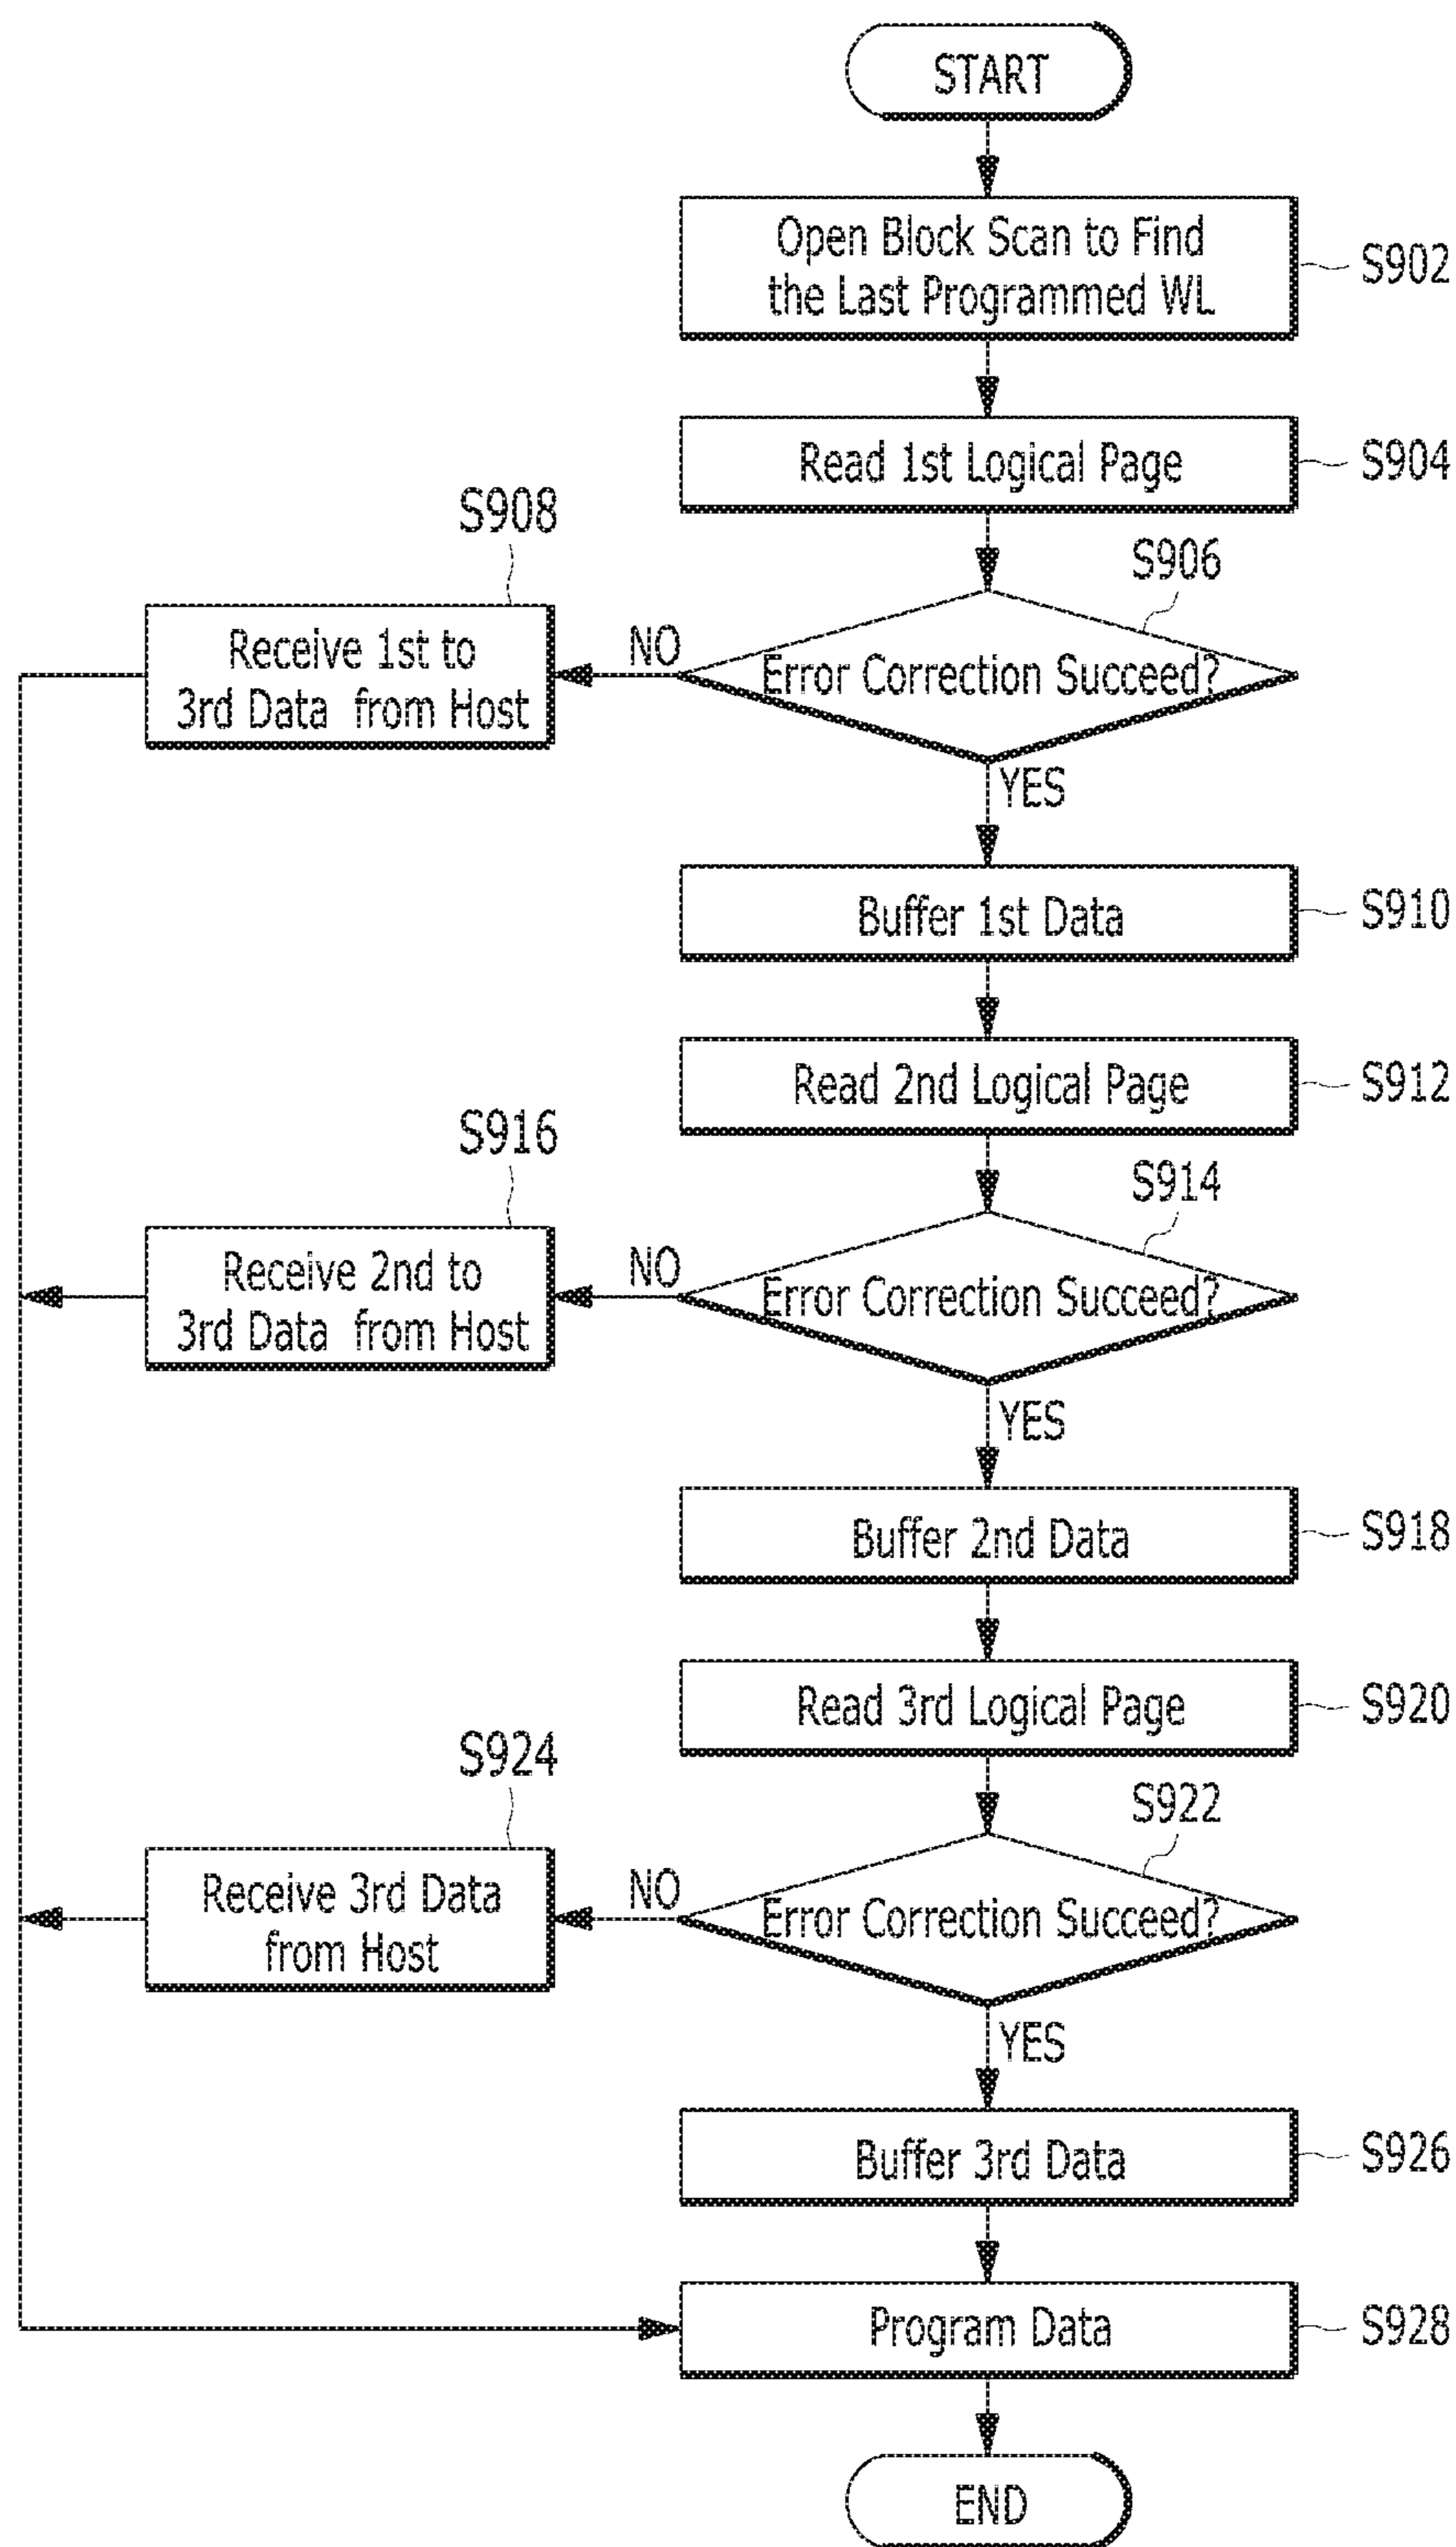 START
Open Block Scan to Find
the Last Programmed WL
S902
Read 1st Logical Page
S904
S908
S906
Receive 1st to
3rd Data from Host
NO
Error Correction Succeed?
YES
Buffer 1st Data
S910
Read 2nd Logical Page
S912
S916
S914
Receive 2nd to
3rd Data from Host
NO
Error Correction Succeed?
YES
Buffer 2nd Data
S918
Read 3rd Logical Page
S920
S924
S922
Receive 3rd Data
from Host
NO
Error Correction Succeed?
YES
Buffer 3rd Data
S926
Program Data
S928
END